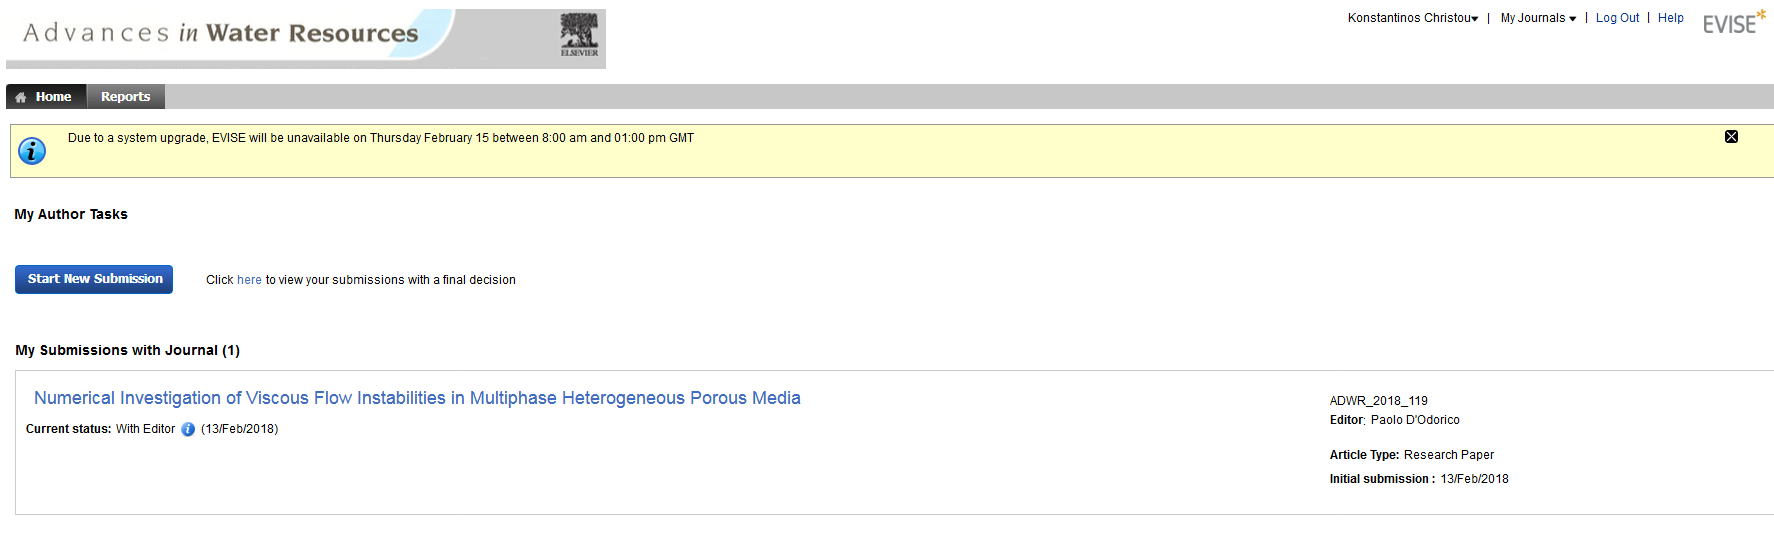 Advances in Water Resources
ELSEVIER
Konstantinos Christou | My Journals | Log Out | Help
EVISE
Home Reports
Due to a system upgrade, EVISE will be unavailable on Thursday February 15 between 8:00 am and 01:00 pm GMT
My Author Tasks
Start New Submission Click here to view your submissions with a final decision
My Submissions with Journal (1)
Numerical Investigation of Viscous Flow Instabilities in Multiphase Heterogeneous Porous Media
Current status: With Editor (13/Feb/2018)
ADWR_2018_119
Editor: Paolo D'Odorico
Article Type: Research Paper
Initial submission : 13/Feb/2018